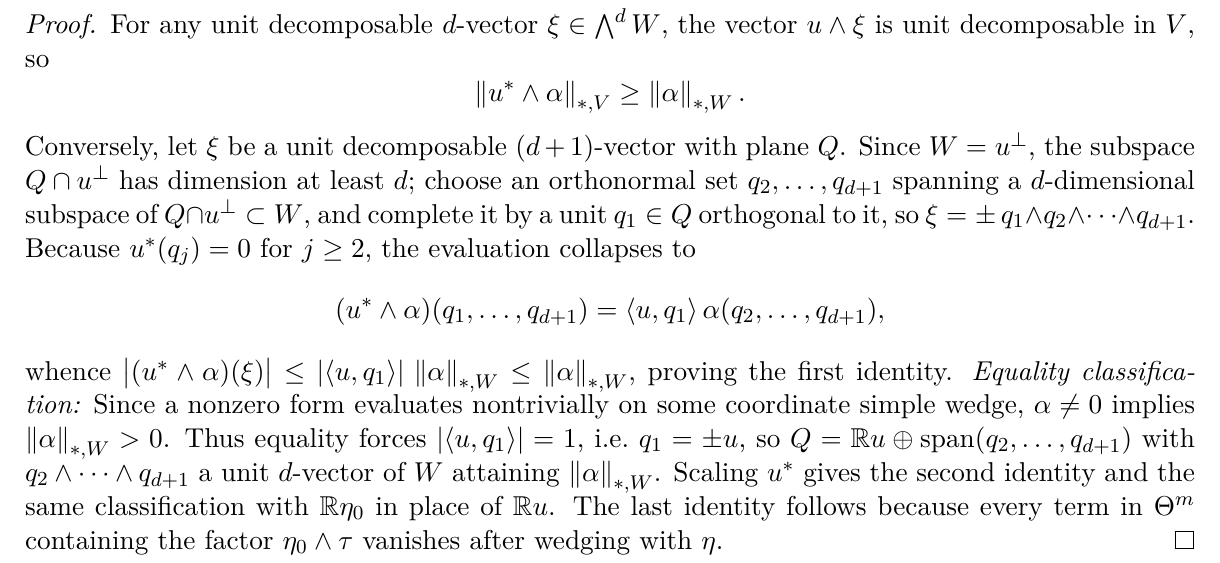 Proof. For any unit decomposable d-vector ξ ∈ ⋀^d W, the vector u ∧ ξ is unit decomposable in V,
so
‖u* ∧ α‖_{*,V} ≥ ‖α‖_{*,W} .
Conversely, let ξ be a unit decomposable (d + 1)-vector with plane Q. Since W = u^⊥, the subspace
Q ∩ u^⊥ has dimension at least d; choose an orthonormal set q_2, . . . , q_{d+1} spanning a d-dimensional
subspace of Q∩u^⊥ ⊂ W, and complete it by a unit q_1 ∈ Q orthogonal to it, so ξ = ± q_1∧q_2∧· · ·∧q_{d+1}.
Because u*(q_j) = 0 for j ≥ 2, the evaluation collapses to
(u* ∧ α)(q_1, . . . , q_{d+1}) = ⟨u, q_1⟩ α(q_2, . . . , q_{d+1}),
whence |(u* ∧ α)(ξ)| ≤ |⟨u, q_1⟩| ‖α‖_{*,W} ≤ ‖α‖_{*,W}, proving the first identity. Equality classifica-
tion: Since a nonzero form evaluates nontrivially on some coordinate simple wedge, α ≠ 0 implies
‖α‖_{*,W} > 0. Thus equality forces |⟨u, q_1⟩| = 1, i.e. q_1 = ±u, so Q = ℝu ⊕ span(q_2, . . . , q_{d+1}) with
q_2 ∧ · · · ∧ q_{d+1} a unit d-vector of W attaining ‖α‖_{*,W}. Scaling u* gives the second identity and the
same classification with ℝη_0 in place of ℝu. The last identity follows because every term in Θ^m
containing the factor η_0 ∧ τ vanishes after wedging with η. □